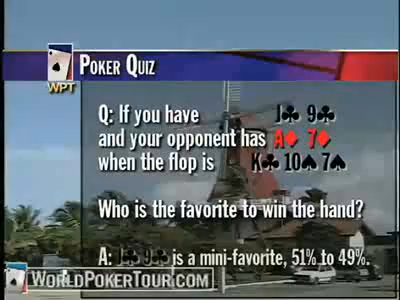 POKER QUIZ
WPT
Q: If you have J♣ 9♣
and your opponent has A♦ 7♦
when the flop is K♣ 10♠ 7♠
Who is the favorite to win the hand?
A: J♣ 9♣ is a mini-favorite, 51% to 49%.
WORLDPOKERTOUR.COM